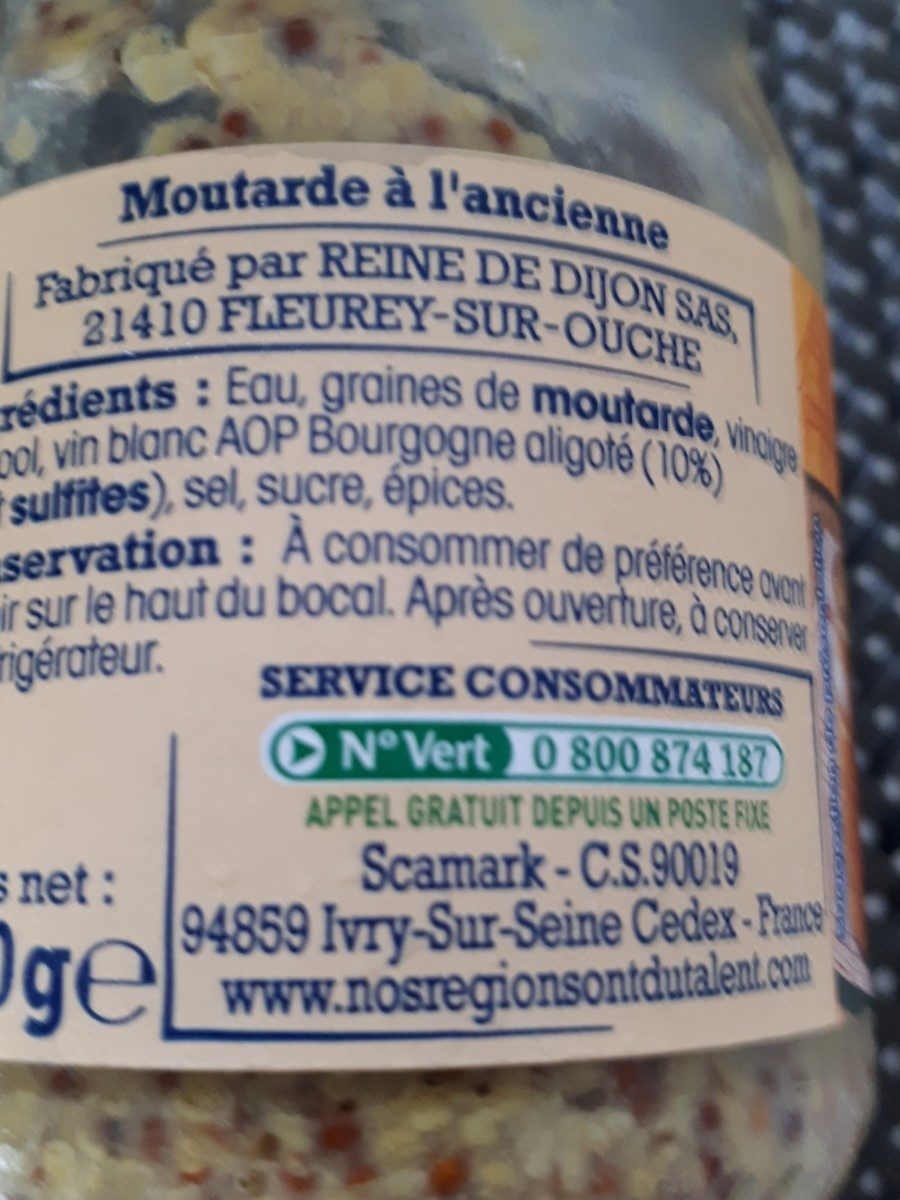 Moutarde à l'ancienne
Fabriqué par REINE DE DIJON SAS,
21410 FLEUREY-SUR-OUCHE
rédients : Eau, graines de moutarde, vinaigre
ool, vin blanc AOP Bourgogne aligoté (10%)
sulfites), sel, sucre, épices.
servation : À consommer de préférence avant
ir sur le haut du bocal. Après ouverture, à conserver
rigérateur.
SERVICE CONSOMMATEURS
N° Vert 0 800 874 187
APPEL GRATUIT DEPUIS UN POSTE FIXE
Scamark - C.S.90019
94859 Ivry-Sur-Seine Cedex - France
www.nosregionsontdutalent.com
s net :
0g e